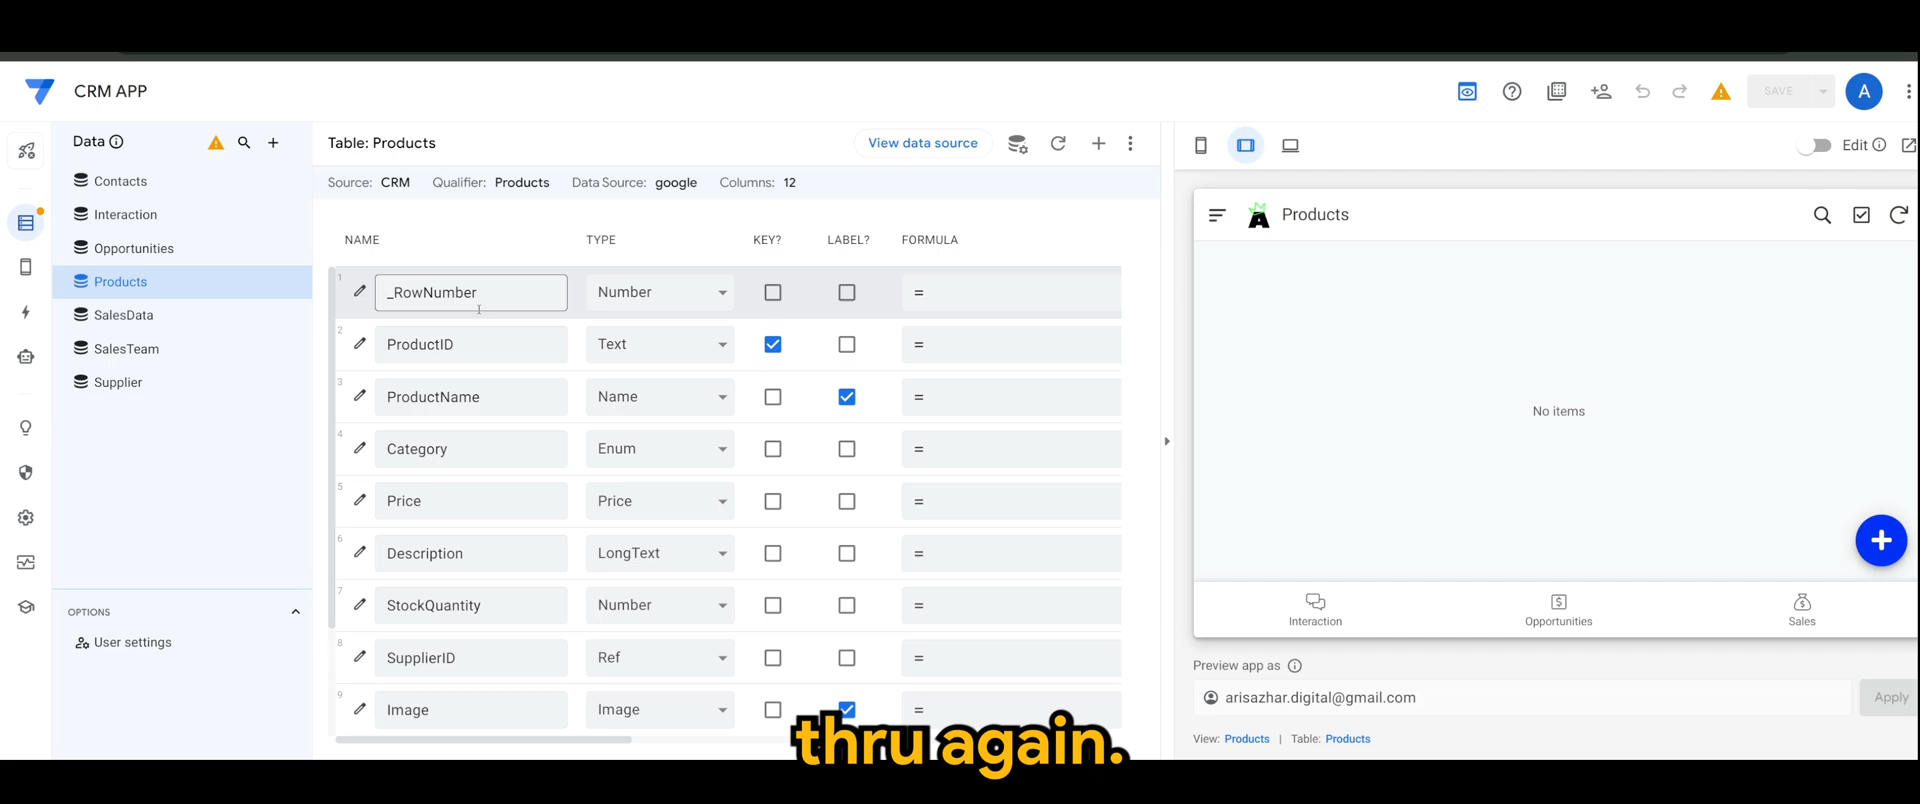 CRM APP
SAVE
A
Data
Table: Products
View data source
Edit
Contacts
Source: CRM Qualifier: Products Data Source: google Columns: 12
Interaction
Products
Opportunities
NAME TYPE KEY? LABEL? FORMULA
Products
1 _RowNumber Number =
SalesData
2 ProductID Text =
SalesTeam
Supplier
3 ProductName Name =
No items
4 Category Enum =
5 Price Price =
6 Description LongText =
7 StockQuantity Number =
OPTIONS
Interaction Opportunities Sales
User settings
8 SupplierID Ref =
Preview app as
9 Image Image =
arisazhar.digital@gmail.com Apply
View: Products | Table: Products
thru again.